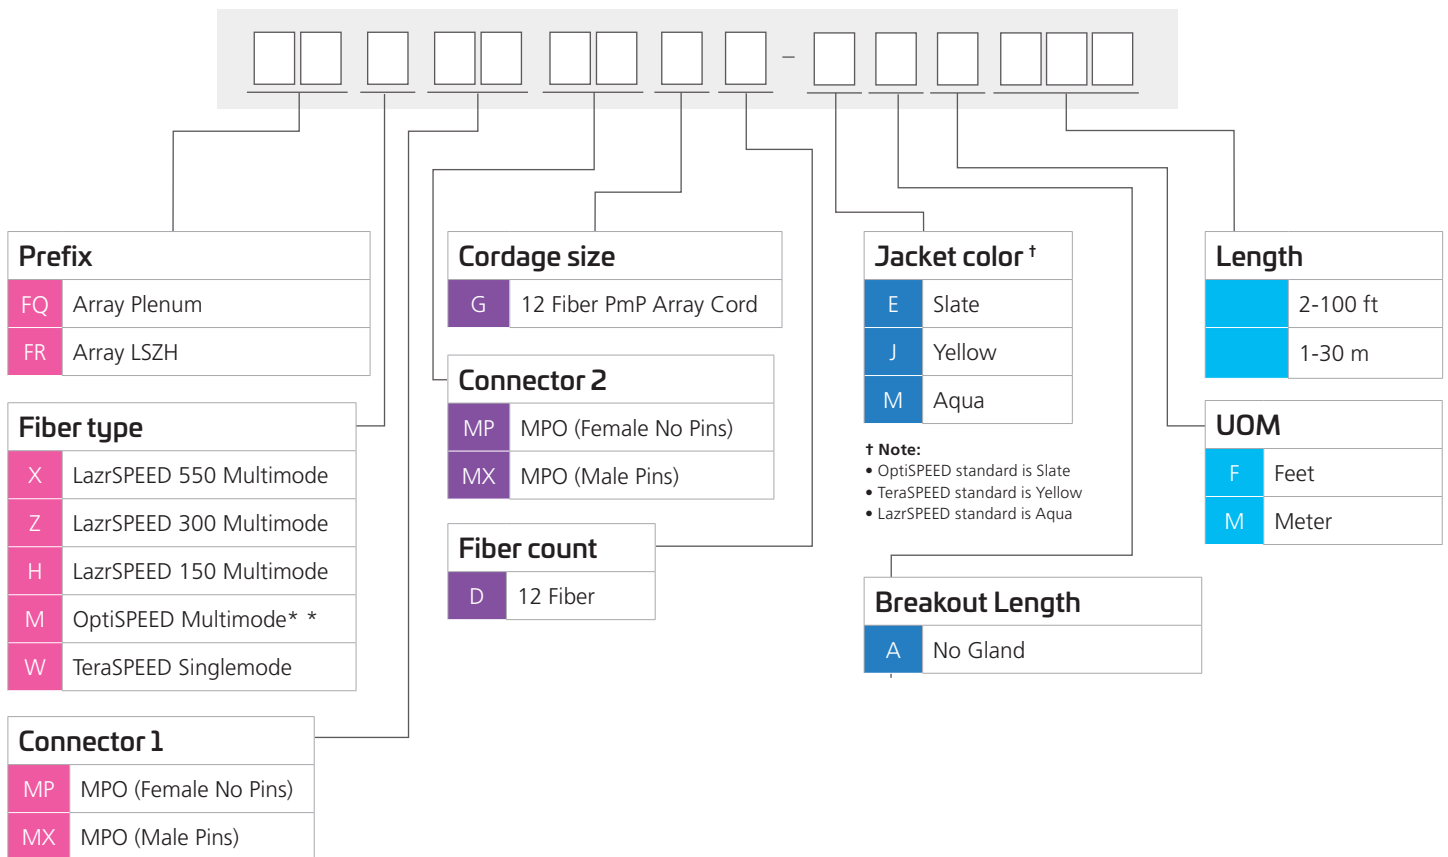 –
Prefix
FQ Array Plenum
FR Array LSZH
Fiber type
X LazrSPEED 550 Multimode
Z LazrSPEED 300 Multimode
H LazrSPEED 150 Multimode
M OptiSPEED Multimode* *
W TeraSPEED Singlemode
Connector 1
MP MPO (Female No Pins)
MX MPO (Male Pins)
Cordage size
G 12 Fiber PmP Array Cord
Connector 2
MP MPO (Female No Pins)
MX MPO (Male Pins)
Fiber count
D 12 Fiber
Jacket color †
E Slate
J Yellow
M Aqua
† Note:
• OptiSPEED standard is Slate
• TeraSPEED standard is Yellow
• LazrSPEED standard is Aqua
Breakout Length
A No Gland
Length
2-100 ft
1-30 m
UOM
F Feet
M Meter